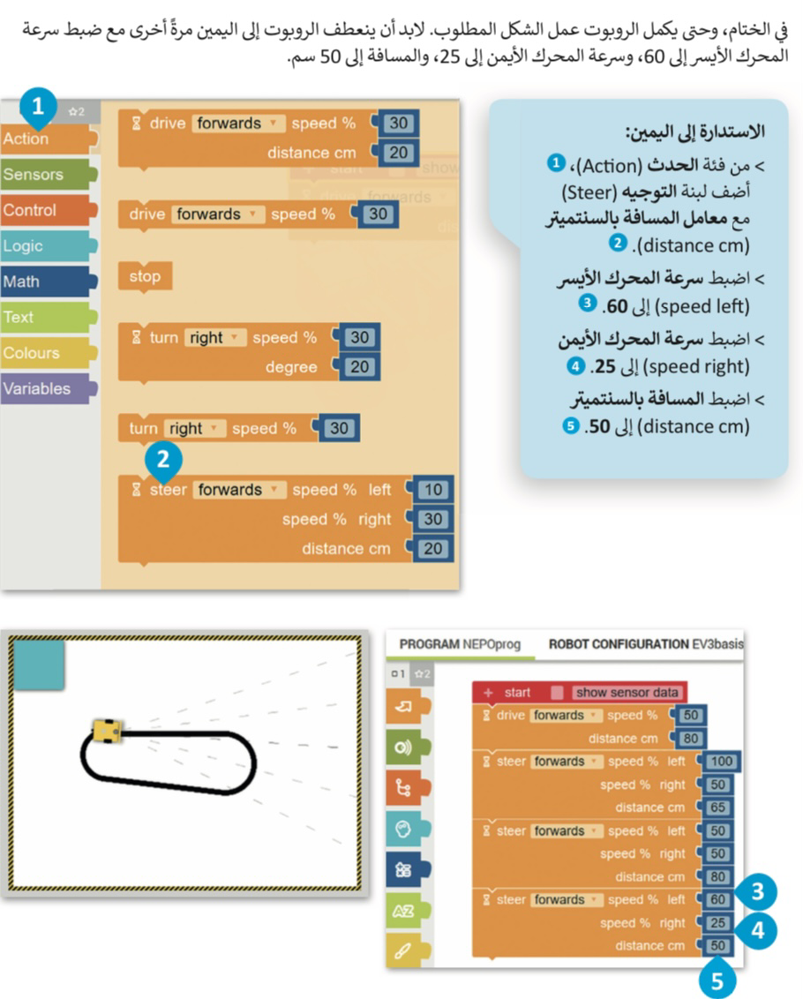 في الختام، وحتى يكمل الروبوت عمل الشكل المطلوب. لابد أن ينعطف الروبوت إلى اليمين مرةً أخرى مع ضبط سرعة
المحرك الأيسر إلى 60، وسرعة المحرك الأيمن إلى 25، والمسافة إلى 50 سم.
الاستدارة إلى اليمين:
> من فئة الحدث (Action)، 1
أضف لبنة التوجيه (Steer)
مع معامل المسافة بالسنتميتر
(distance cm). 2
> اضبط سرعة المحرك الأيسر
(speed left) إلى 60. 3
> اضبط سرعة المحرك الأيمن
(speed right) إلى 25. 4
> اضبط المسافة بالسنتميتر
(distance cm) إلى 50. 5
1
2
Action
Sensors
Control
Logic
Math
Text
Colours
Variables
drive forwards speed % 30
distance cm 20
start show
drive forwards
dis
drive forwards speed % 30
stop
turn right speed % 30
degree 20
turn right speed % 30
2
steer forwards speed % left 10
speed % right 30
distance cm 20
PROGRAM NEPOprog ROBOT CONFIGURATION EV3basis
1 2
start show sensor data
drive forwards speed % 50
distance cm 80
steer forwards speed % left 100
speed % right 50
distance cm 65
steer forwards speed % left 50
speed % right 50
distance cm 80
steer forwards speed % left 60 3
speed % right 25 4
distance cm 50
AZ
5